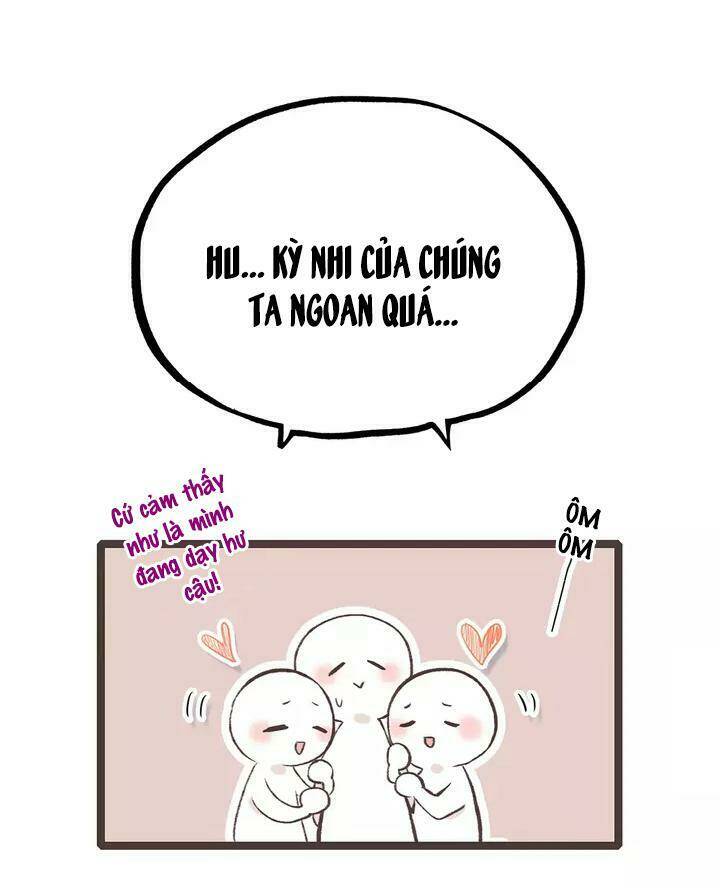 HU... KỲ NHI CỦA CHÚNG
TA NGOAN QUÁ...
Cứ cảm thấy
như là mình
đang dạy hư
cậu!
ÔM
ÔM